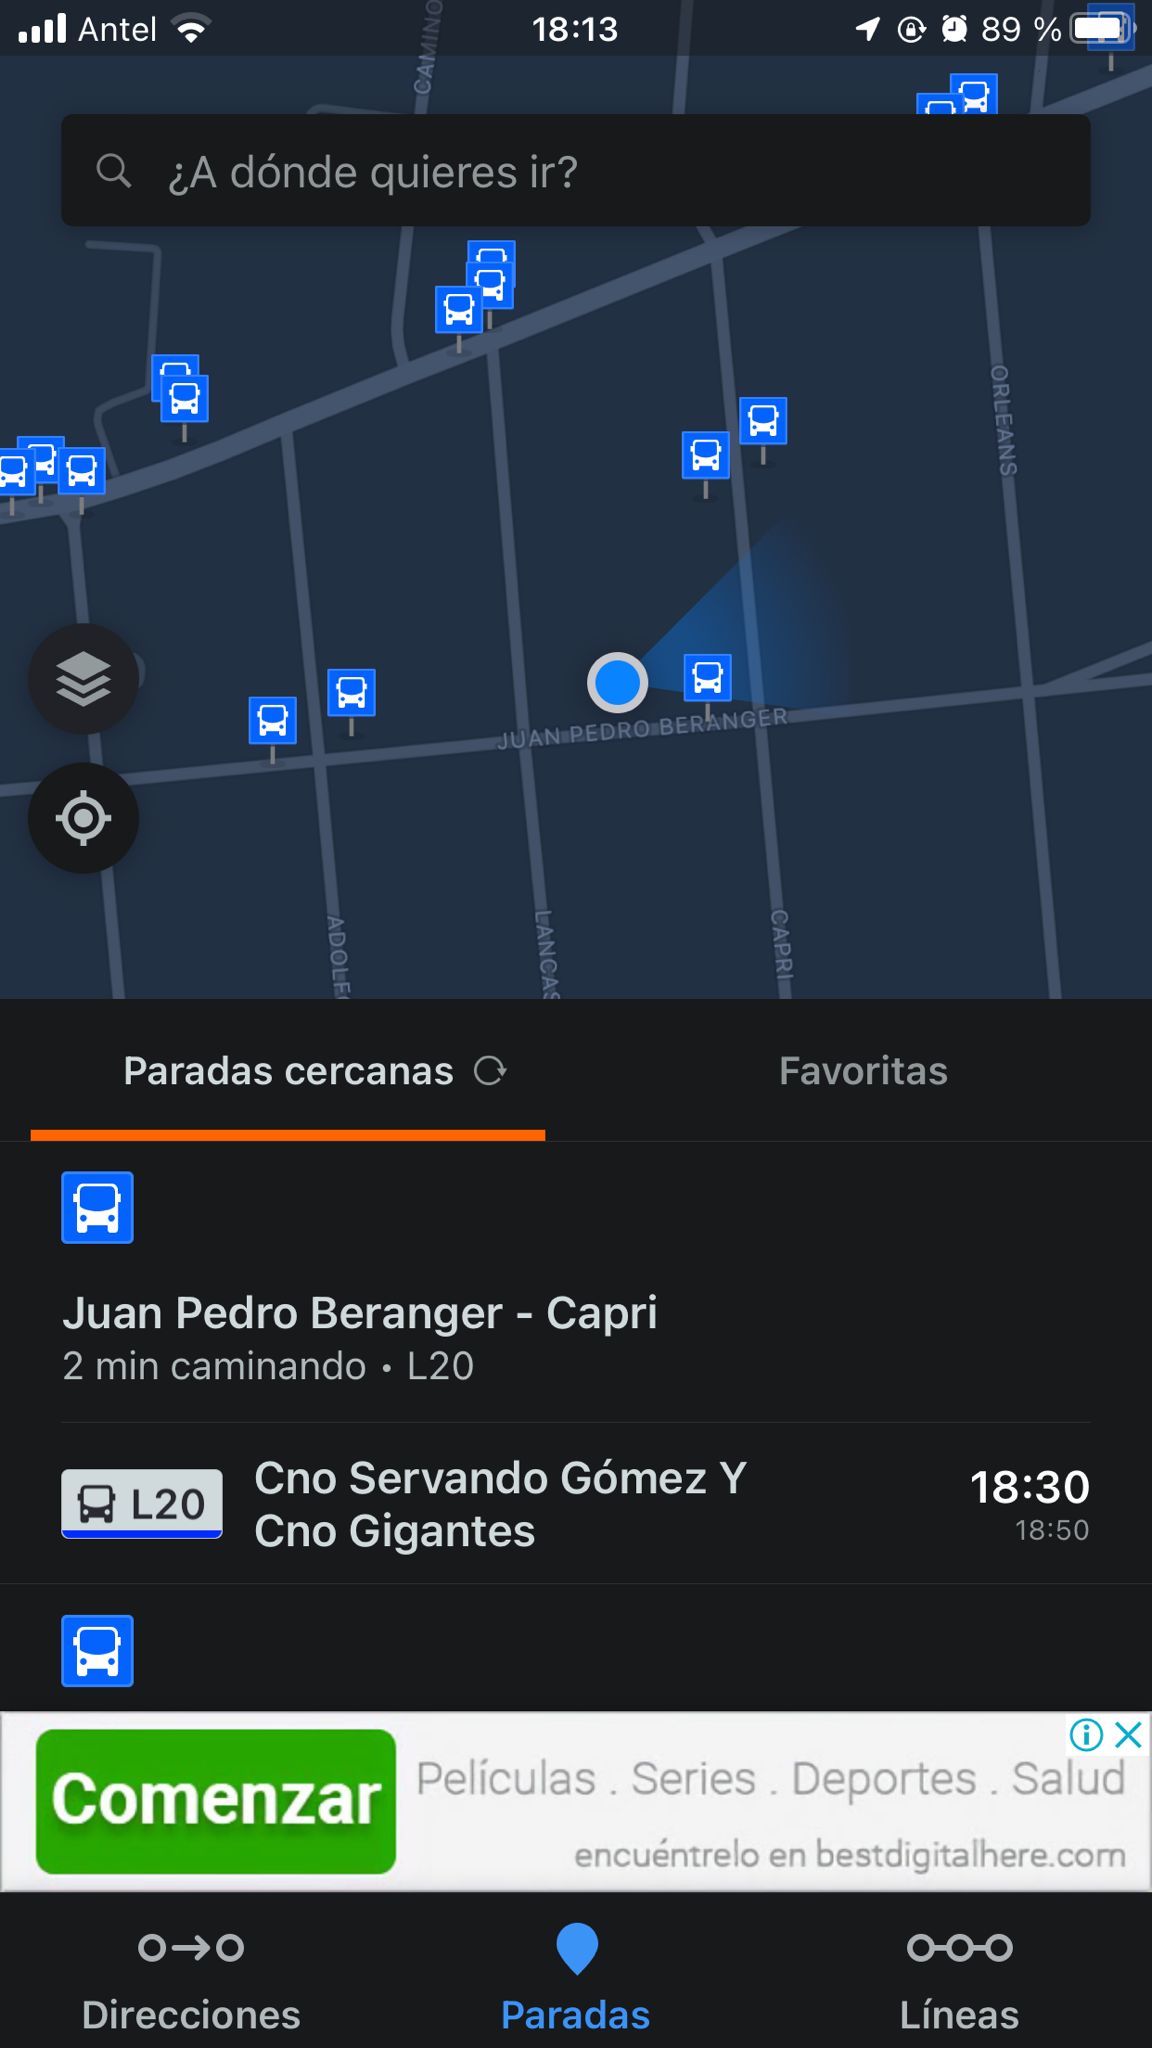 Antel
18:13
89 %
CAMINO
¿A dónde quieres ir?
ORLEANS
JUAN PEDRO BERANGER
ADOLF
LANCAS
CAPRI
Paradas cercanas
Favoritas
Juan Pedro Beranger - Capri
2 min caminando • L20
L20
Cno Servando Gómez Y
Cno Gigantes
18:30
18:50
Comenzar
Películas . Series . Deportes . Salud
encuéntrelo en bestdigitalhere.com
Direcciones
Paradas
Líneas